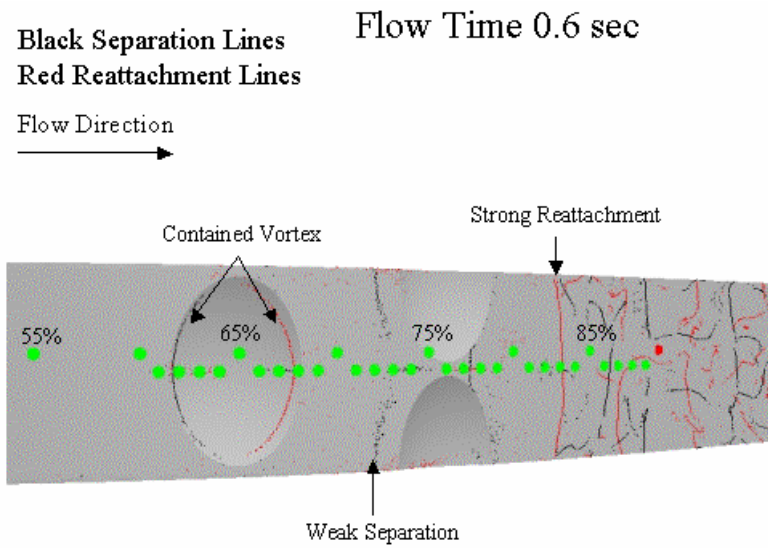 Flow Time 0.6 sec
Black Separation Lines
Red Reattachment Lines
Flow Direction
Strong Reattachment
Contained Vortex
55%
65%
75%
85%
Weak Separation